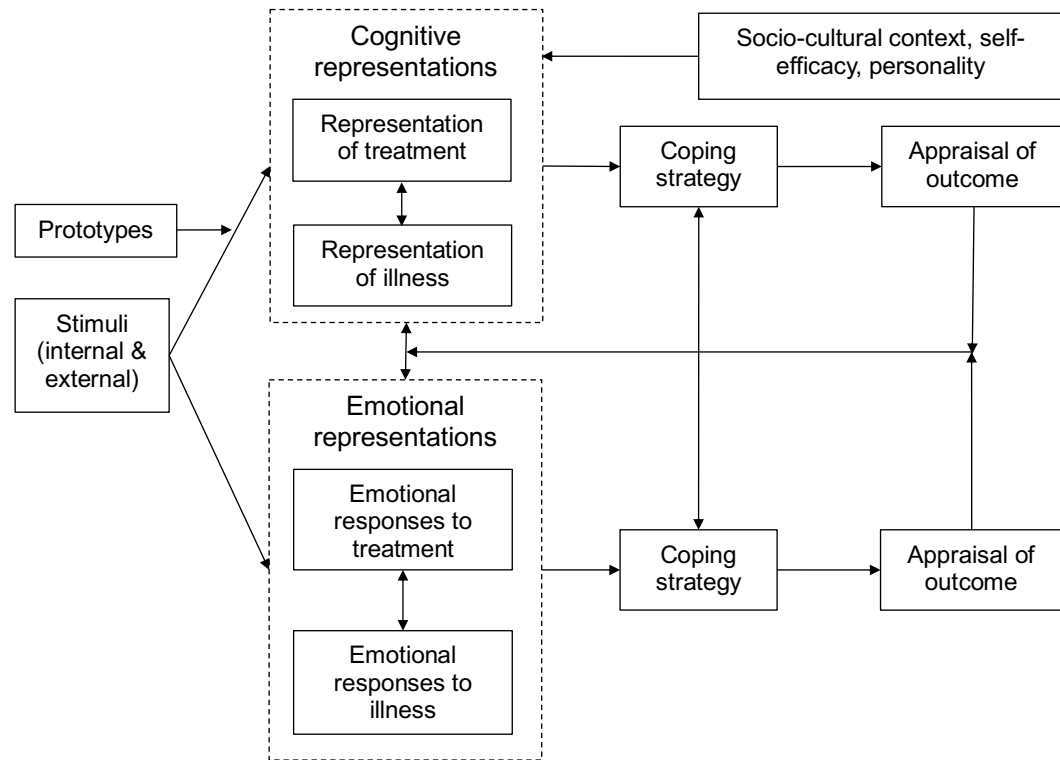 Cognitive
representations
Socio-cultural context, self-
efficacy, personality
Representation
of treatment
Coping
strategy
Appraisal of
outcome
Prototypes
Representation
of illness
Stimuli
(internal &
external)
Emotional
representations
Emotional
responses to
treatment
Coping
strategy
Appraisal of
outcome
Emotional
responses to
illness